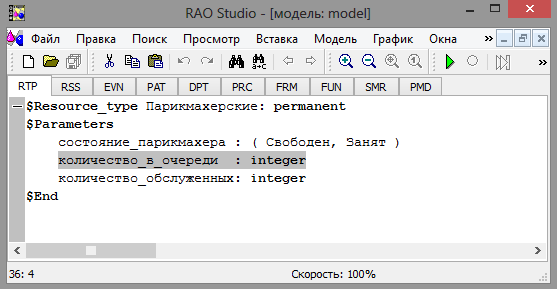 RAO Studio - [модель: model]
Файл Правка Поиск Просмотр Вставка Модель График Окна »
RTP RSS EVN PAT DPT PRC FRM FUN SMR PMD
$Resource_type Парикмахерские: permanent
$Parameters
состояние_парикмахера : ( Свободен, Занят )
количество_в_очереди : integer
количество_обслуженных: integer
$End
36: 4 Скорость: 100%